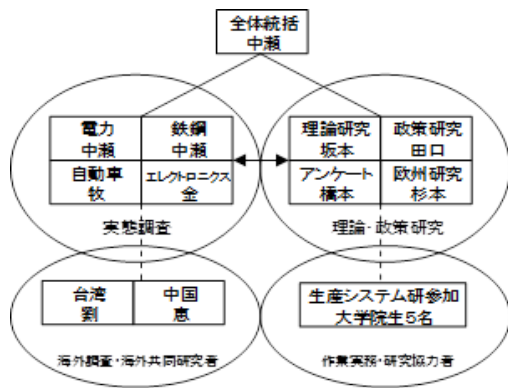 全体統括
中瀬
電力
中瀬
鉄鋼
中瀬
自動車
牧
エレクトロニクス
金
実態調査
理論研究
坂本
政策研究
田口
アンケート
橋本
欧州研究
杉本
理論・政策研究
台湾
劉
中国
恵
海外調査・海外共同研究者
生産システム研参加
大学院生5名
作業実務・研究協力者